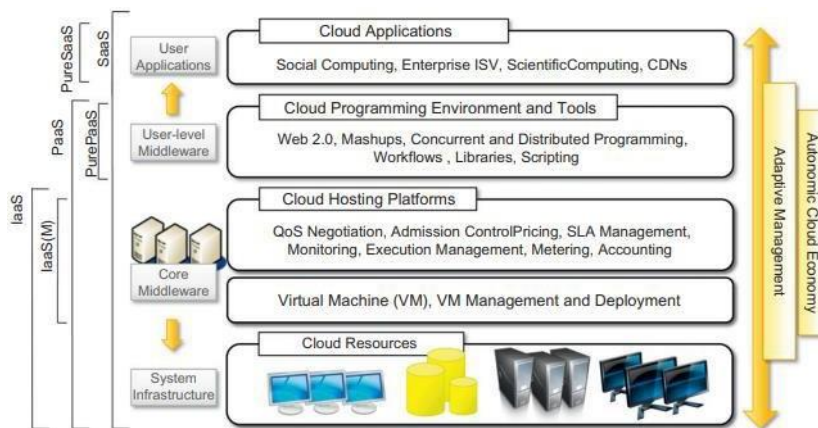 Cloud Applications
Social Computing, Enterprise ISV, ScientificComputing, CDNs
User
Applications
Cloud Programming Environment and Tools
Web 2.0, Mashups, Concurrent and Distributed Programming,
Workflows , Libraries, Scripting
User-level
Middleware
Cloud Hosting Platforms
QoS Negotiation, Admission ControlPricing, SLA Management,
Monitoring, Execution Management, Metering, Accounting
Core
Middleware
Virtual Machine (VM), VM Management and Deployment
Cloud Resources
System
Infrastructure
PureSaaS
SaaS
PaaS
PurePaaS
IaaS
IaaS(M)
Adaptive Management
Autonomic Cloud Economy